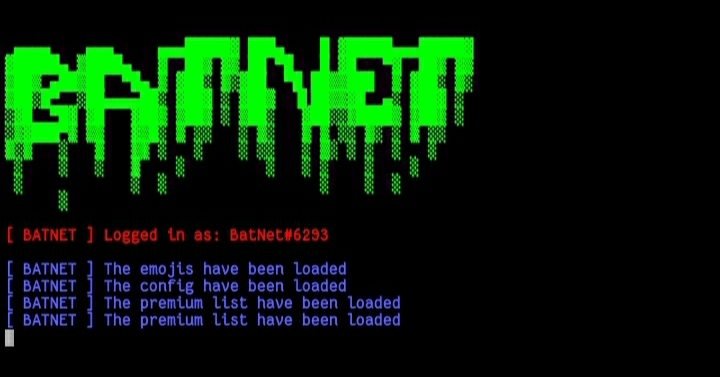 BATNET
[ BATNET ] Logged in as: BatNet#6293
[ BATNET ] The emojis have been loaded
[ BATNET ] The config have been loaded
[ BATNET ] The premium list have been loaded
[ BATNET ] The premium list have been loaded